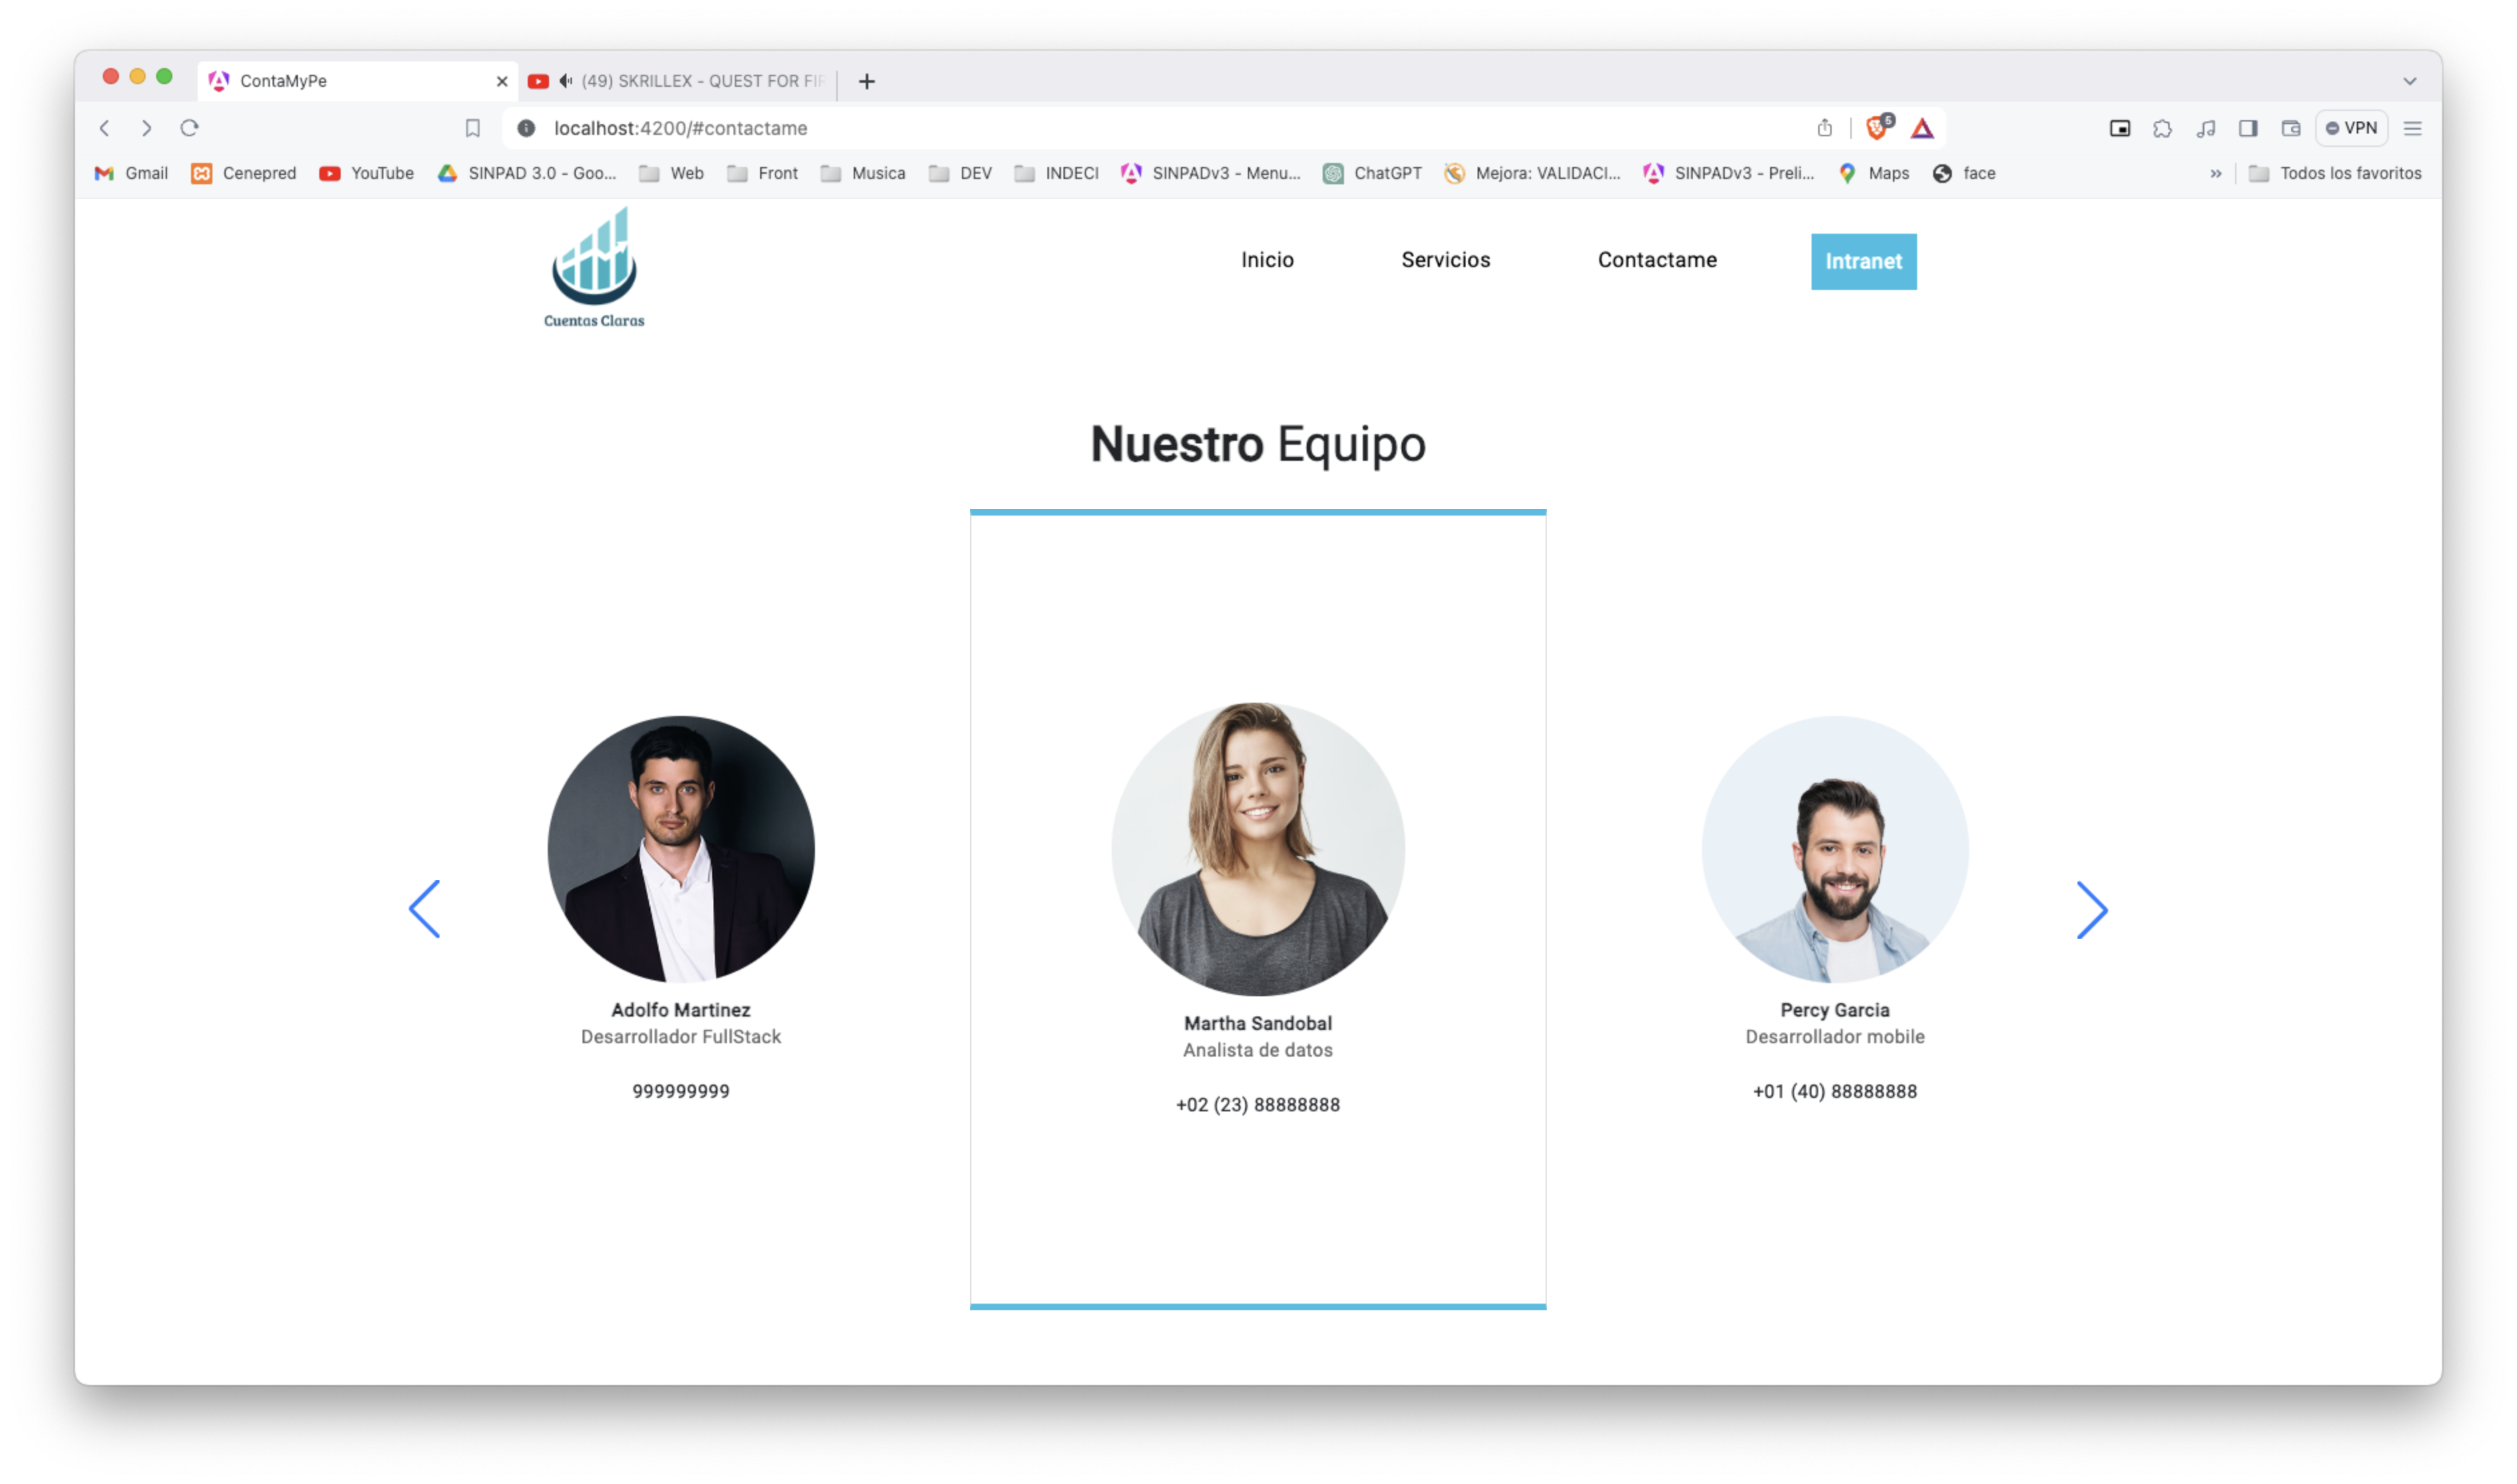 ContaMyPe
(49) SKRILLEX - QUEST FOR FIR
localhost:4200/#contactame
5
VPN
Gmail Cenepred YouTube SINPAD 3.0 - Goo... Web Front Musica DEV INDECI SINPADv3 - Menu... ChatGPT Mejora: VALIDACI... SINPADv3 - Preli... Maps face » Todos los favoritos
Cuentas Claras
Inicio Servicios Contactame Intranet
Nuestro Equipo
Adolfo Martinez
Desarrollador FullStack
999999999
Martha Sandobal
Analista de datos
+02 (23) 88888888
Percy Garcia
Desarrollador mobile
+01 (40) 88888888